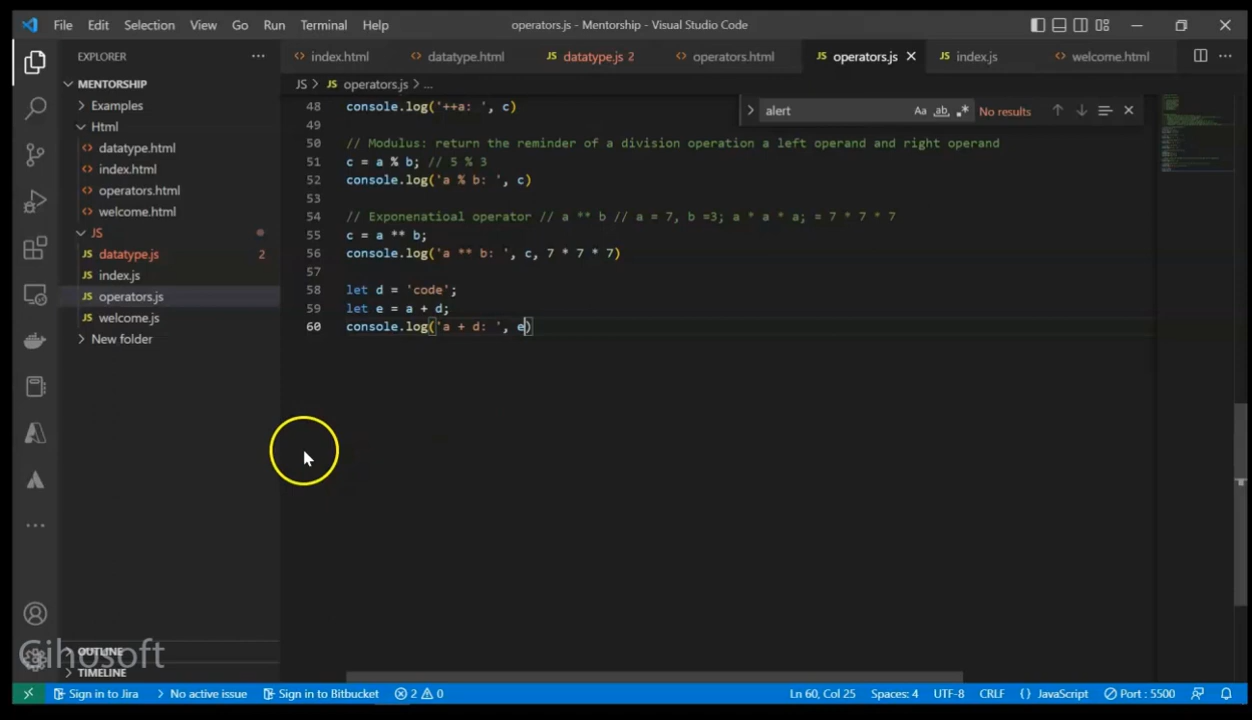 File Edit Selection View Go Run Terminal Help
operators.js - Mentorship - Visual Studio Code
EXPLORER
index.html
datatype.html
datatype.js 2
operators.html
operators.js
index.js
welcome.html
MENTORSHIP
Examples
Html
datatype.html
index.html
operators.html
welcome.html
JS
datatype.js 2
index.js
operators.js
welcome.js
New folder
OUTLINE
TIMELINE
JS > JS operators.js > ...
alert
Aa ab
No results
48 console.log('++a: ', c)
49
50 // Modulus: return the reminder of a division operation a left operand and right operand
51 c = a % b; // 5 % 3
52 console.log('a % b: ', c)
53
54 // Exponenatioal operator // a ** b // a = 7, b =3; a * a * a; = 7 * 7 * 7
55 c = a ** b;
56 console.log('a ** b: ', c, 7 * 7 * 7)
57
58 let d = 'code';
59 let e = a + d;
60 console.log('a + d: ', e)
Gihosoft
Sign in to Jira No active issue Sign in to Bitbucket 2 0 Ln 60, Col 25 Spaces: 4 UTF-8 CRLF {} JavaScript Port : 5500